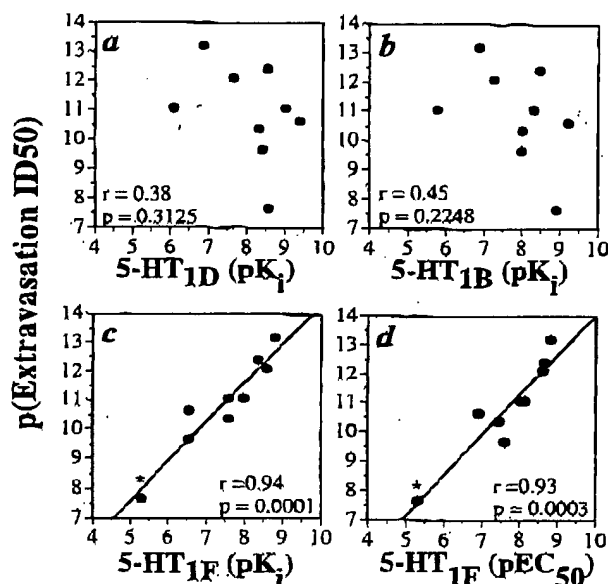 p(Extravasation ID50)
14
13
12
11
10
9
8
7
a
r = 0.38
p = 0.3125
4 5 6 7 8 9 10
5-HT1D (pKi)
14
13
12
11
10
9
8
7
b
r = 0.45
p = 0.2248
4 5 6 7 8 9 10
5-HT1B (pKi)
14
13
12
11
10
9
8
7
c
*
r=0.94
p = 0.0001
4 5 6 7 8 9 10
5-HT1F (pKi)
14
13
12
11
10
9
8
7
d
*
r=0.93
p = 0.0003
4 5 6 7 8 9 10
5-HT1F (pEC50)